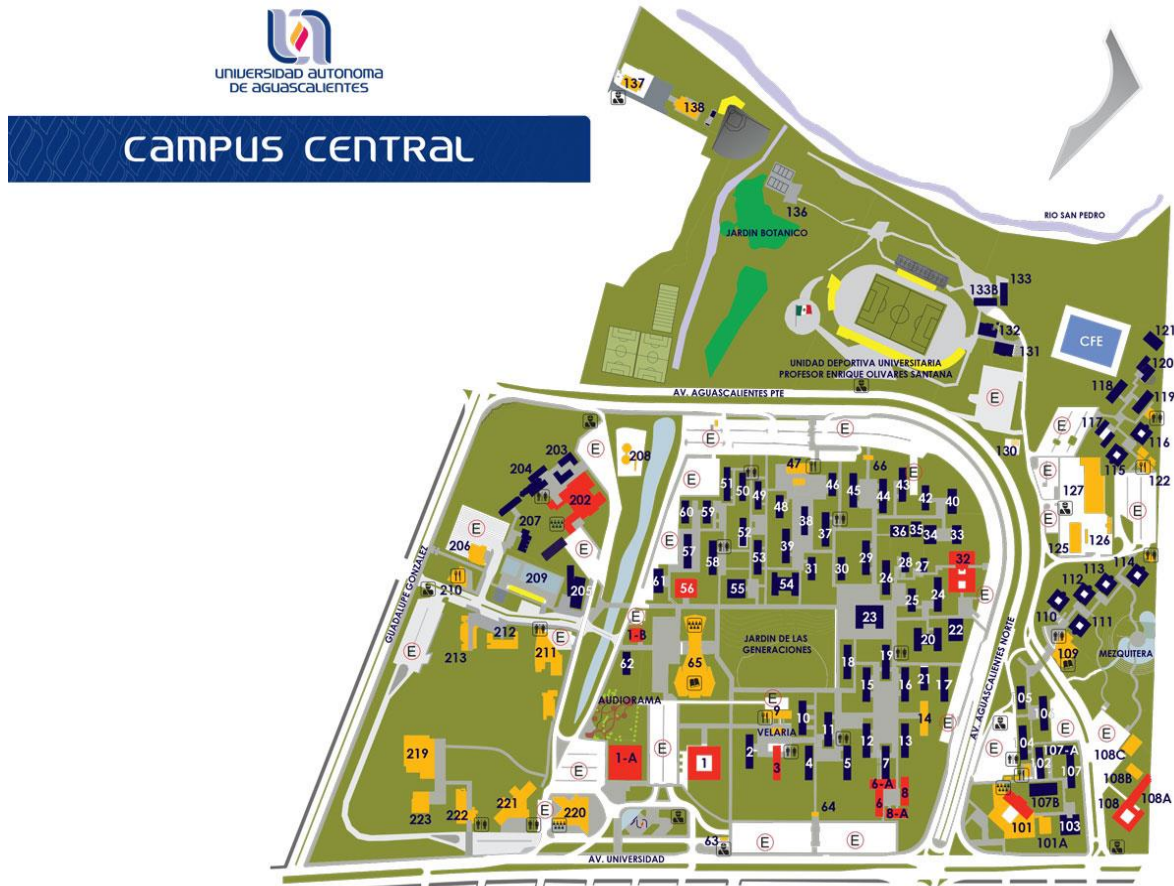 UNIVERSIDAD AUTONOMA
DE AGUASCALIENTES
CAMPUS CENTRAL
137
138
136
JARDIN BOTANICO
RIO SAN PEDRO
133
133B
132
131
CFE
121
120
119
118
117
116
115
122
UNIDAD DEPORTIVA UNIVERSITARIA
PROFESOR ENRIQUE OLIVARES SANTANA
AV. AGUASCALIENTES PTE
E
E
E
E
E
E
E
130
208
203
204
202
207
206
209
205
210
E
E
E
E
GUADALUPE GONZALEZ
213
212
211
E
E
47
66
51
50
49
48
46
45
44
43
42
40
60
59
52
38
37
36
35
34
33
57
58
53
39
31
30
29
28
27
26
32
61
56
55
54
25
24
23
22
20
E
E
E
127
125
126
E
E
E
114
113
112
110
111
109
MEZQUITERA
1-B
62
65
JARDIN DE LAS
GENERACIONES
18
19
15
16
21
17
AUDIORAMA
E
9
VELARIA
10
11
12
13
14
E
AV. AGUASCALIENTES NORTE
1-A
E
1
2
3
4
5
7
6-A
6
8
8-A
64
63
E
E
219
223
222
221
220
E
E
AV. UNIVERSIDAD
105
106
104
102
107-A
107
107B
103
101
101A
E
E
E
108C
108B
108
108A